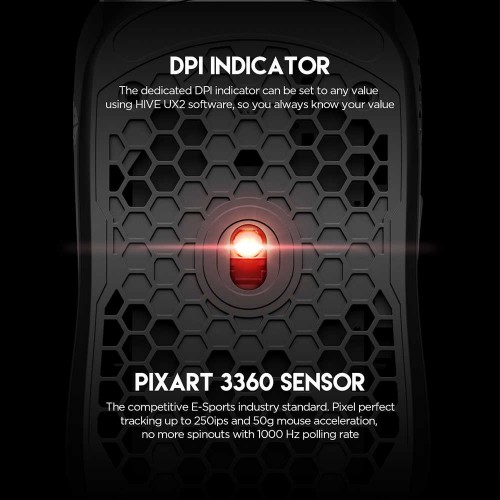 DPI INDICATOR
The dedicated DPI indicator can be set to any value
using HIVE UX2 software, so you always know your value
PIXART 3360 SENSOR
The competitive E-Sports industry standard. Pixel perfect
tracking up to 250ips and 50g mouse acceleration,
no more spinouts with 1000 Hz polling rate